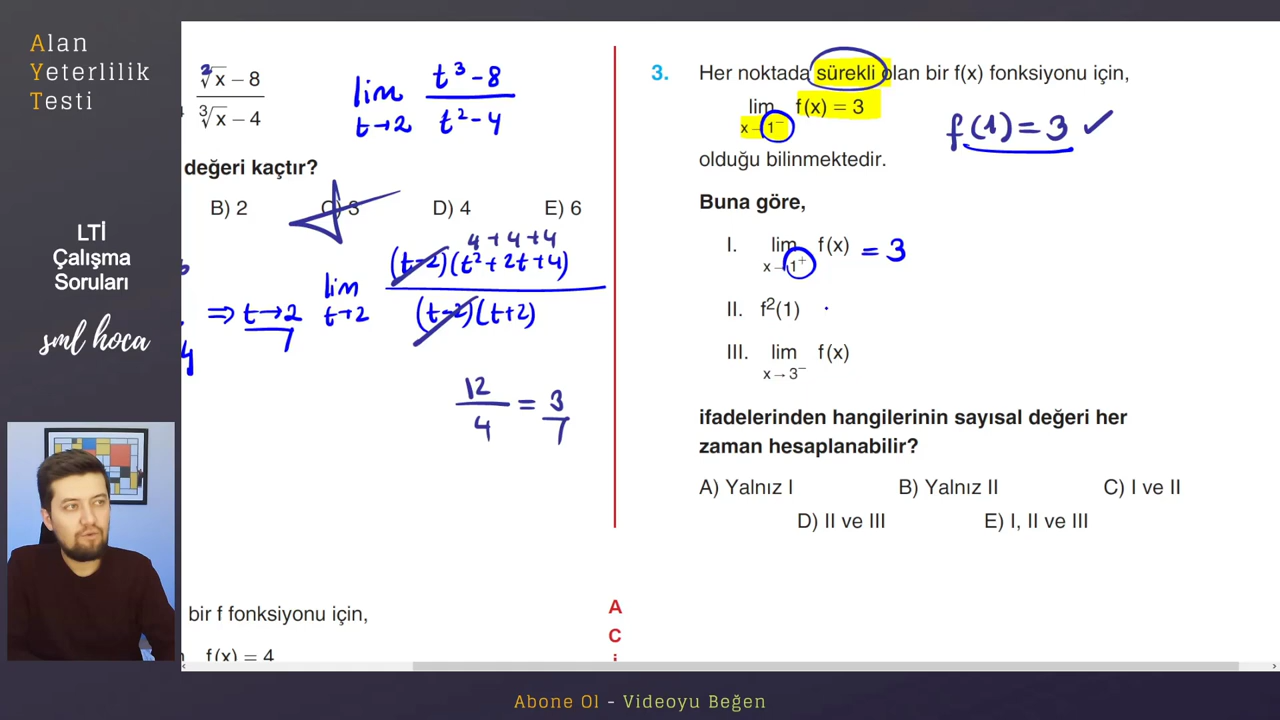 Alan
Yeterlilik
Testi
LTİ
Çalışma
Soruları
sml hoca
²√x – 8
³√x – 4
lim t→2 t³ – 8
t² – 4
değeri kaçtır?
B) 2 C) 3 D) 4 E) 6
4 + 4 + 4
⇒ t→2 lim t→2 (t–2)(t² + 2t + 4)
(t–2)(t+2)
12/4 = 3
bir f fonksiyonu için,
f(x) = 4
3. Her noktada sürekli olan bir f(x) fonksiyonu için,
lim f(x) = 3
x→1⁻
f(1) = 3 ✓
olduğu bilinmektedir.
Buna göre,
I. lim f(x) = 3
x→1⁺
II. f²(1)
III. lim f(x)
x→3⁻
ifadelerinden hangilerinin sayısal değeri her
zaman hesaplanabilir?
A) Yalnız I B) Yalnız II C) I ve II
D) II ve III E) I, II ve III
A
C
Abone Ol - Videoyu Beğen